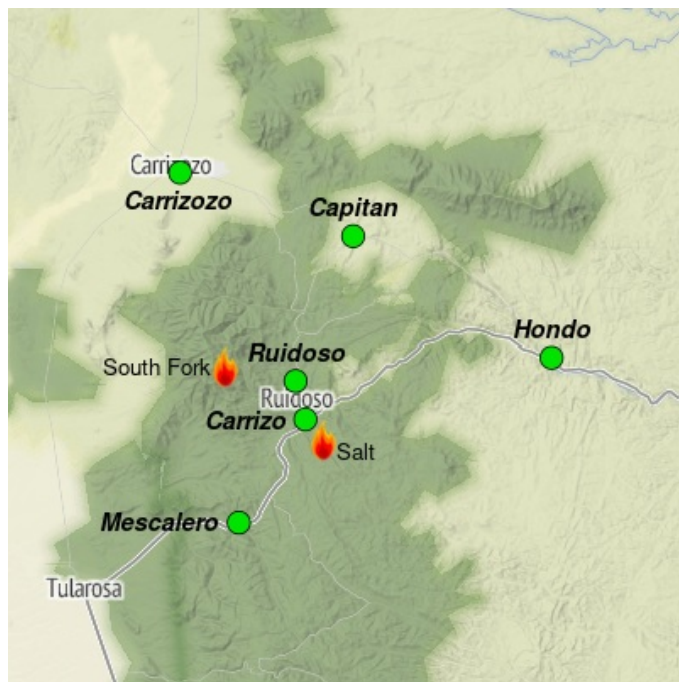 Carrizozo
Carrizozo
Capitan
Hondo
Ruidoso
South Fork
Ruidoso
Carrizo
Salt
Mescalero
Tularosa